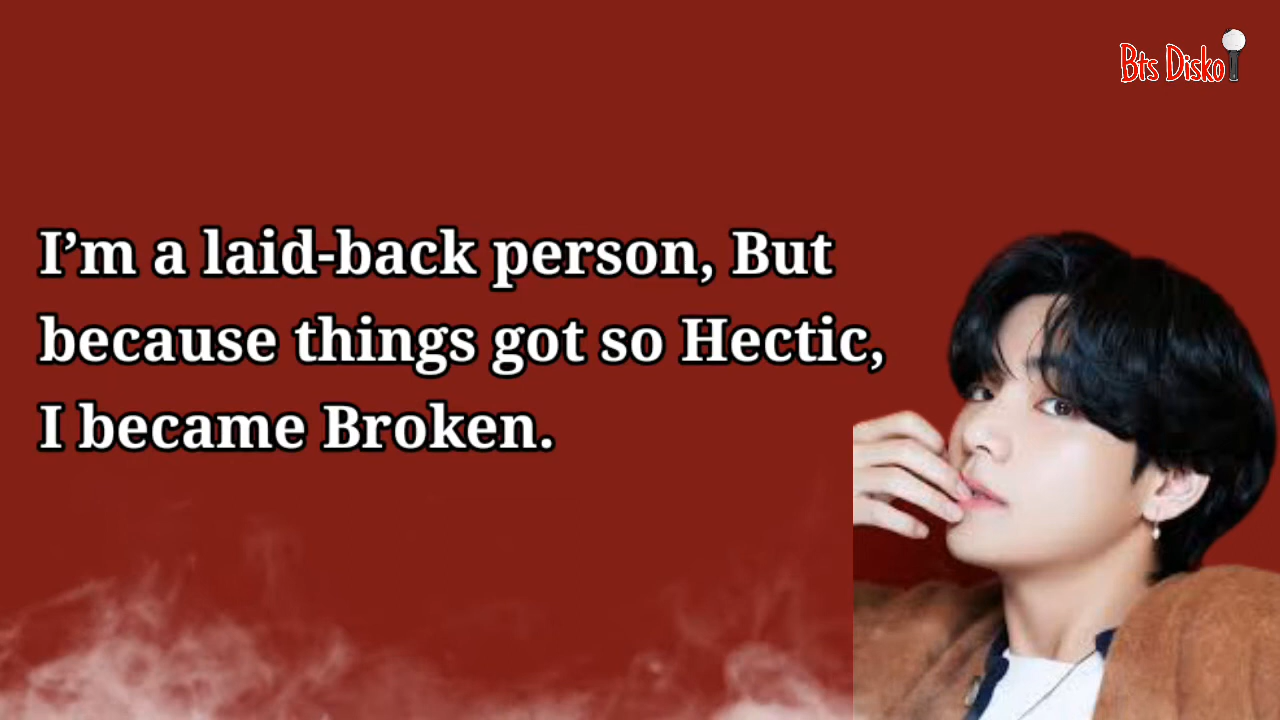 Bts Disko
I’m a laid-back person, But
because things got so Hectic,
I became Broken.